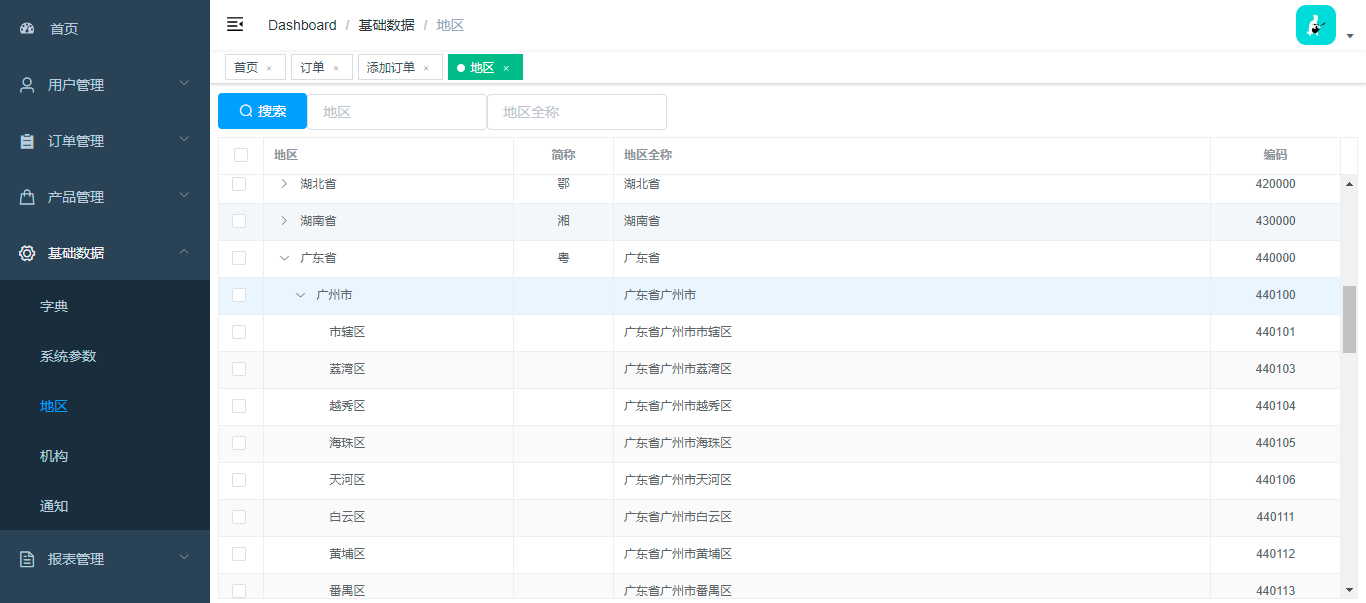 首页
用户管理
订单管理
产品管理
基础数据
字典
系统参数
地区
机构
通知
报表管理
Dashboard / 基础数据 / 地区
首页 × 订单 × 添加订单 × 地区 ×
搜索 地区 地区全称
地区 简称 地区全称 编码
湖北省 鄂 湖北省 420000
湖南省 湘 湖南省 430000
广东省 粤 广东省 440000
广州市 广东省广州市 440100
市辖区 广东省广州市市辖区 440101
荔湾区 广东省广州市荔湾区 440103
越秀区 广东省广州市越秀区 440104
海珠区 广东省广州市海珠区 440105
天河区 广东省广州市天河区 440106
白云区 广东省广州市白云区 440111
黄埔区 广东省广州市黄埔区 440112
番禺区 广东省广州市番禺区 440113